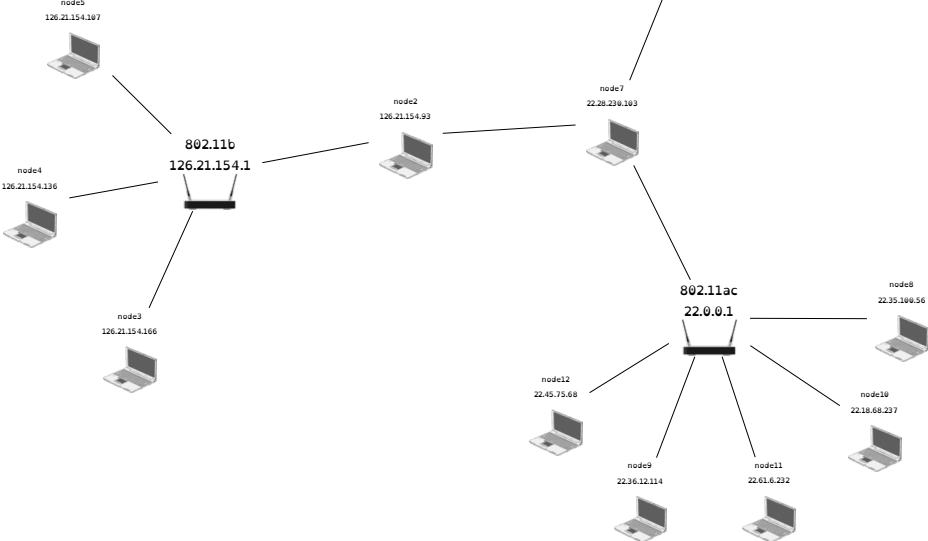 node5
126.21.154.107
node7
22.28.230.103
node2
126.21.154.93
802.11b
126.21.154.1
node4
126.21.154.136
802.11ac
22.0.0.1
node8
22.35.100.56
node3
126.21.154.166
node12
22.45.75.68
node10
22.18.68.237
node9
22.36.12.114
node11
22.61.6.232